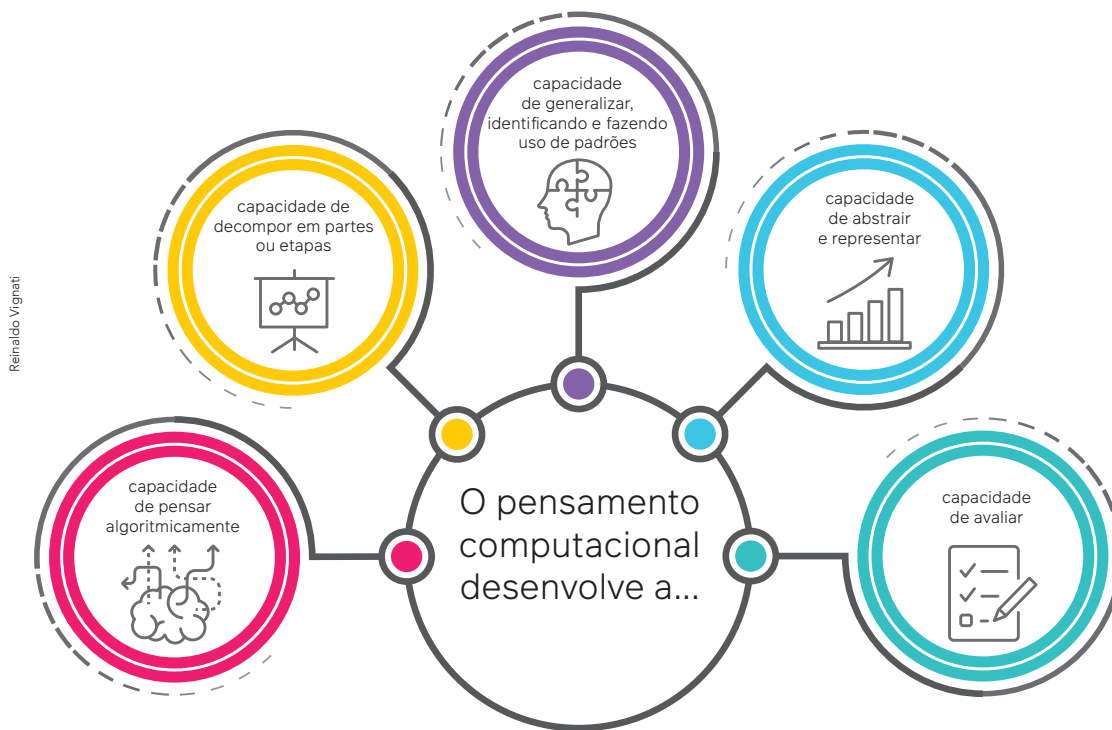 capacidade
de generalizar,
identificando e fazendo
uso de padrões
capacidade de
decompor em partes
ou etapas
capacidade
de abstrair
e representar
Reinaldo Vignati
capacidade
de pensar
algoritmicamente
O pensamento
computacional
desenvolve a...
capacidade
de avaliar